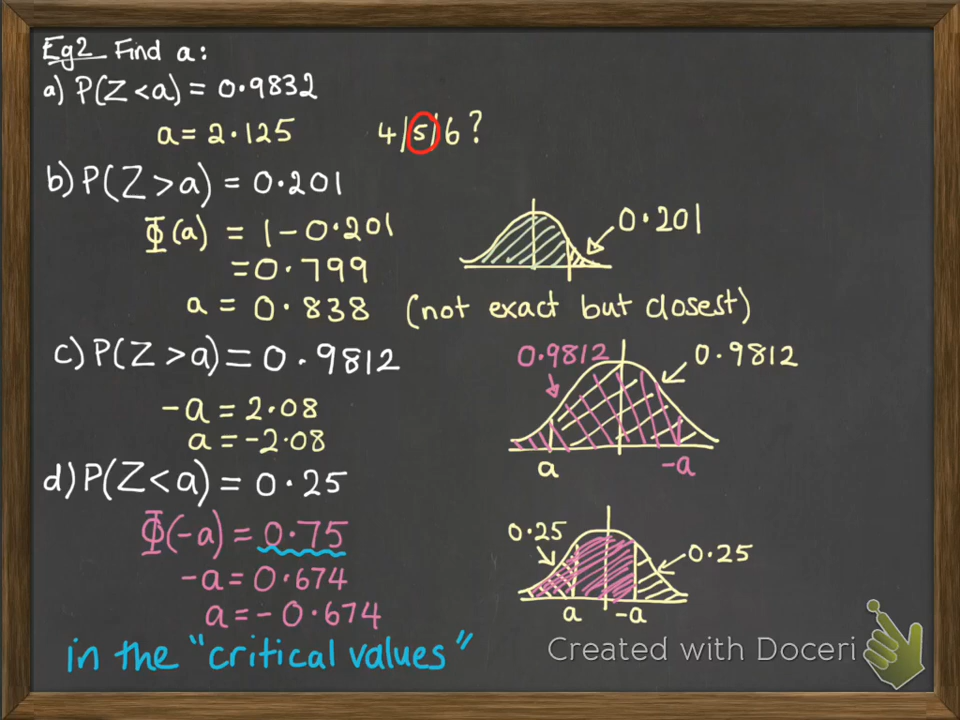 Eg2 Find a:
a) P(Z<a) = 0.9832
a = 2.125 4/5/6?
b) P(Z>a) = 0.201
Φ(a) = 1 - 0.201
0.201
= 0.799
a = 0.838 (not exact but closest)
c) P(Z>a) = 0.9812
0.9812 0.9812
-a = 2.08
a = -2.08
a -a
d) P(Z<a) = 0.25
Φ(-a) = 0.75
0.25 0.25
-a = 0.674
a = -0.674
a -a
in the "critical values"
Created with Doceri